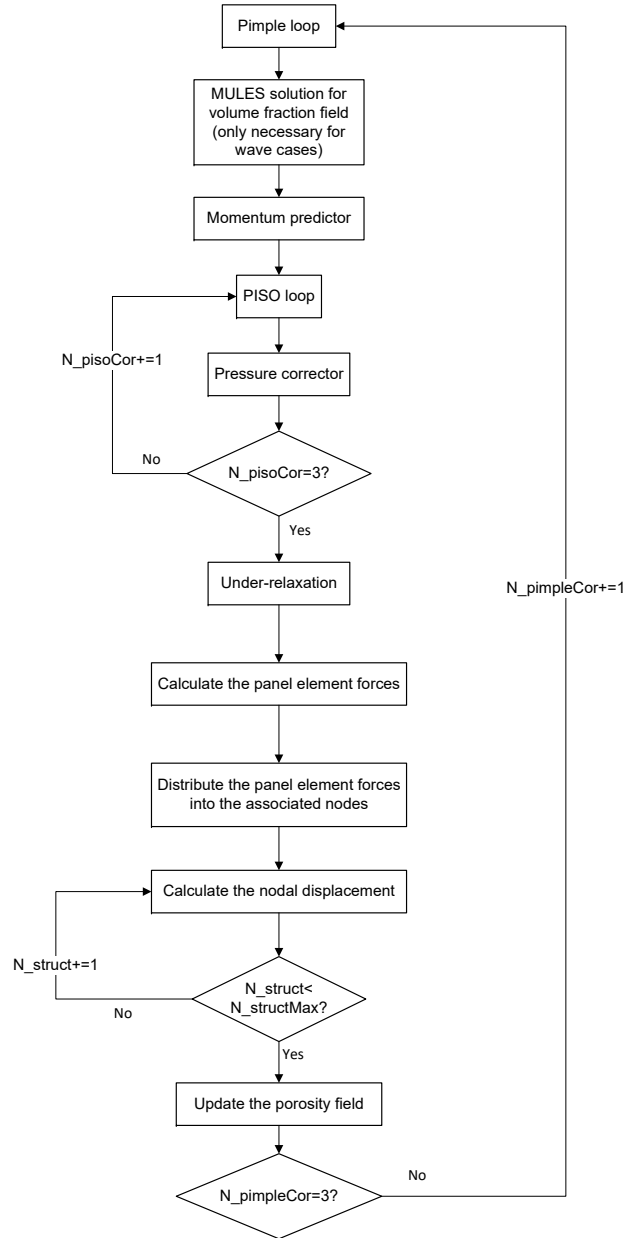 Pimple loop
MULES solution for
volume fraction field
(only necessary for
wave cases)
Momentum predictor
PISO loop
N_pisoCor+=1
Pressure corrector
No
N_pisoCor=3?
Yes
Under-relaxation
N_pimpleCor+=1
Calculate the panel element forces
Distribute the panel element forces
into the associated nodes
Calculate the nodal displacement
N_struct+=1
N_struct<
N_structMax?
No
Yes
Update the porosity field
No
N_pimpleCor=3?